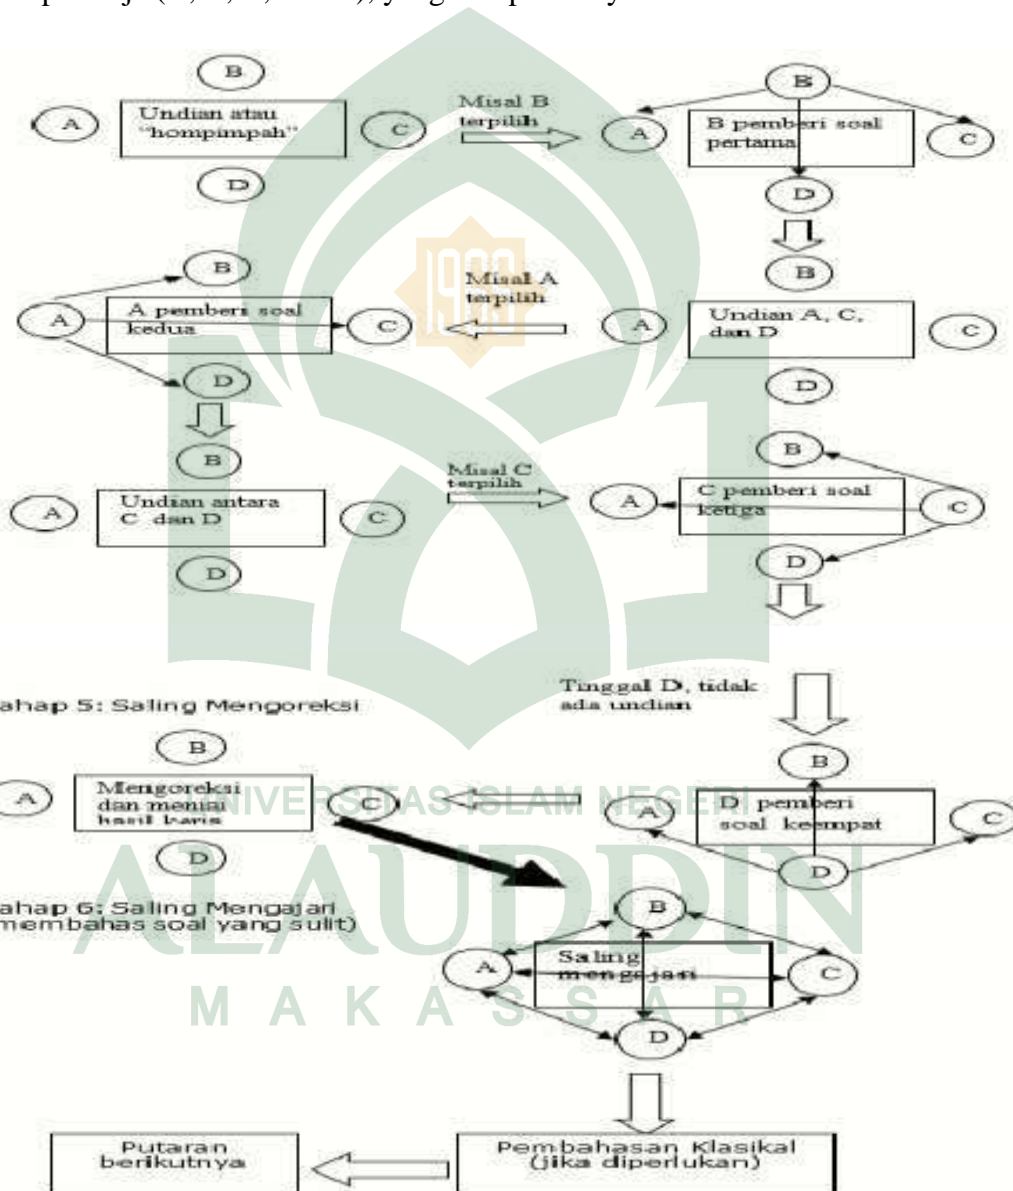 B
A
Undian atau
"hompimpah"
C
D
Misal B
terpilih
B
A
B pemberi soal
pertama
C
D
B
A
Undian A, C,
dan D
C
D
Misal A
terpilih
B
A
A pemberi soal
kedua
C
D
B
A
Undian antara
C dan D
C
D
Misal C
terpilih
B
A
C pemberi soal
ketiga
C
D
Tinggal D, tidak
ada undian
B
A
D pemberi
soal keempat
C
D
ahap 5: Saling Mengoreksi
B
A
Mengoreksi
dan menilai
C
D
ahap 6: Saling Mengajari
membahas soal yang sulit)
B
A
Saling
mengajari
C
D
Pembahasan Klasikal
(jika diperlukan)
Putaran
berikutnya
1965
UNIVERSITAS ISLAM NEGERI
ALAUDDIN
MAKASSAR